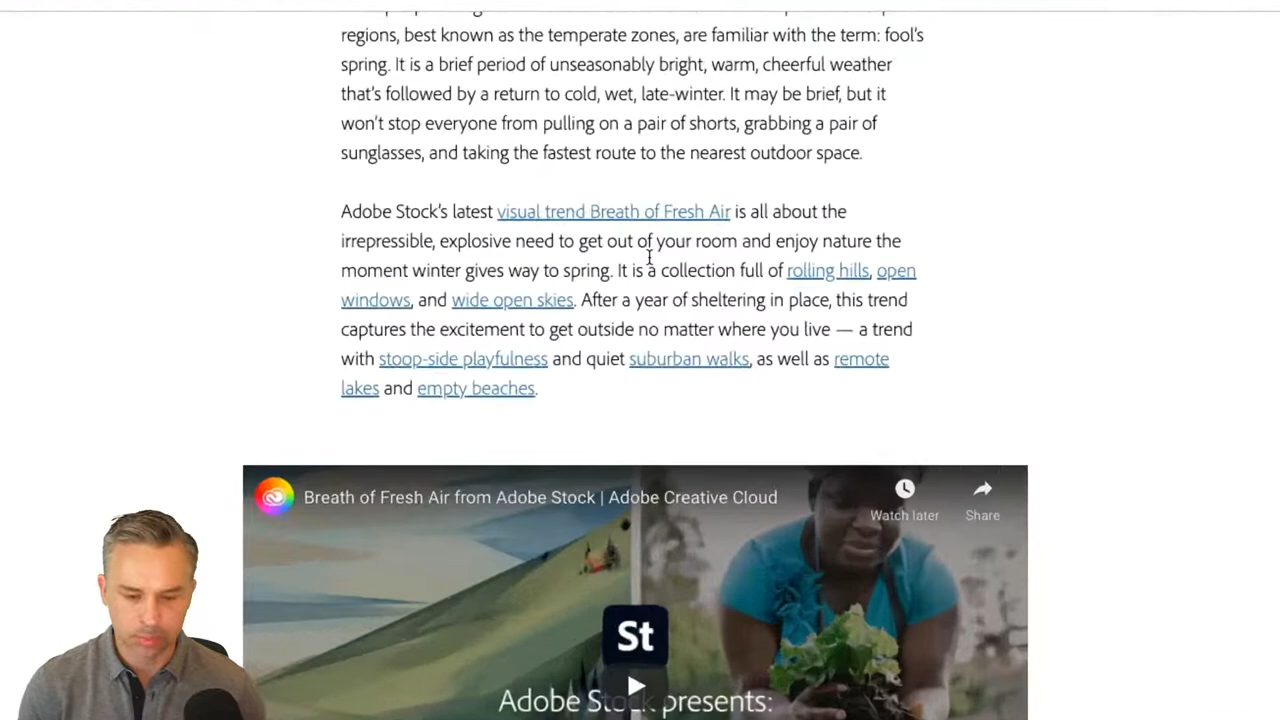 regions, best known as the temperate zones, are familiar with the term: fool's
spring. It is a brief period of unseasonably bright, warm, cheerful weather
that's followed by a return to cold, wet, late-winter. It may be brief, but it
won't stop everyone from pulling on a pair of shorts, grabbing a pair of
sunglasses, and taking the fastest route to the nearest outdoor space.
Adobe Stock's latest visual trend Breath of Fresh Air is all about the
irrepressible, explosive need to get out of your room and enjoy nature the
moment winter gives way to spring. It is a collection full of rolling hills, open
windows, and wide open skies. After a year of sheltering in place, this trend
captures the excitement to get outside no matter where you live — a trend
with stoop-side playfulness and quiet suburban walks, as well as remote
lakes and empty beaches.
Breath of Fresh Air from Adobe Stock | Adobe Creative Cloud
Watch later
Share
St
Adobe Stock presents: